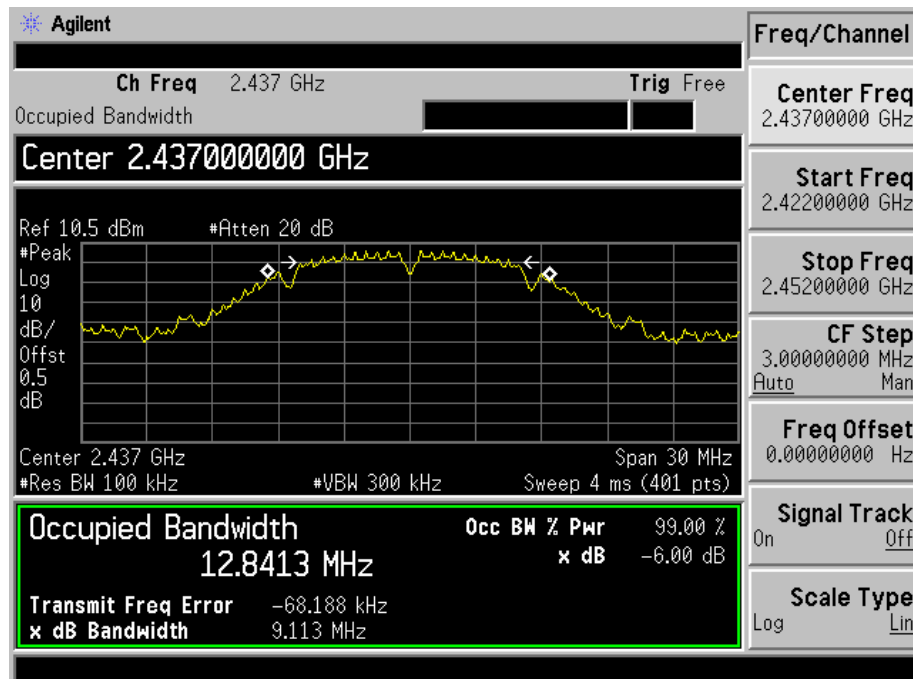 Agilent
Ch Freq 2.437 GHz Trig Free
Occupied Bandwidth
Center 2.437000000 GHz
Ref 10.5 dBm #Atten 20 dB
#Peak
Log
10
dB/
Offst
0.5
dB
Center 2.437 GHz Span 30 MHz
#Res BW 100 kHz #VBW 300 kHz Sweep 4 ms (401 pts)
Occupied Bandwidth Occ BW % Pwr 99.00 %
12.8413 MHz x dB -6.00 dB
Transmit Freq Error -68.188 kHz
x dB Bandwidth 9.113 MHz
Freq/Channel
Center Freq
2.43700000 GHz
Start Freq
2.42200000 GHz
Stop Freq
2.45200000 GHz
CF Step
3.00000000 MHz
Auto Man
Freq Offset
0.00000000 Hz
Signal Track
On Off
Scale Type
Log Lin